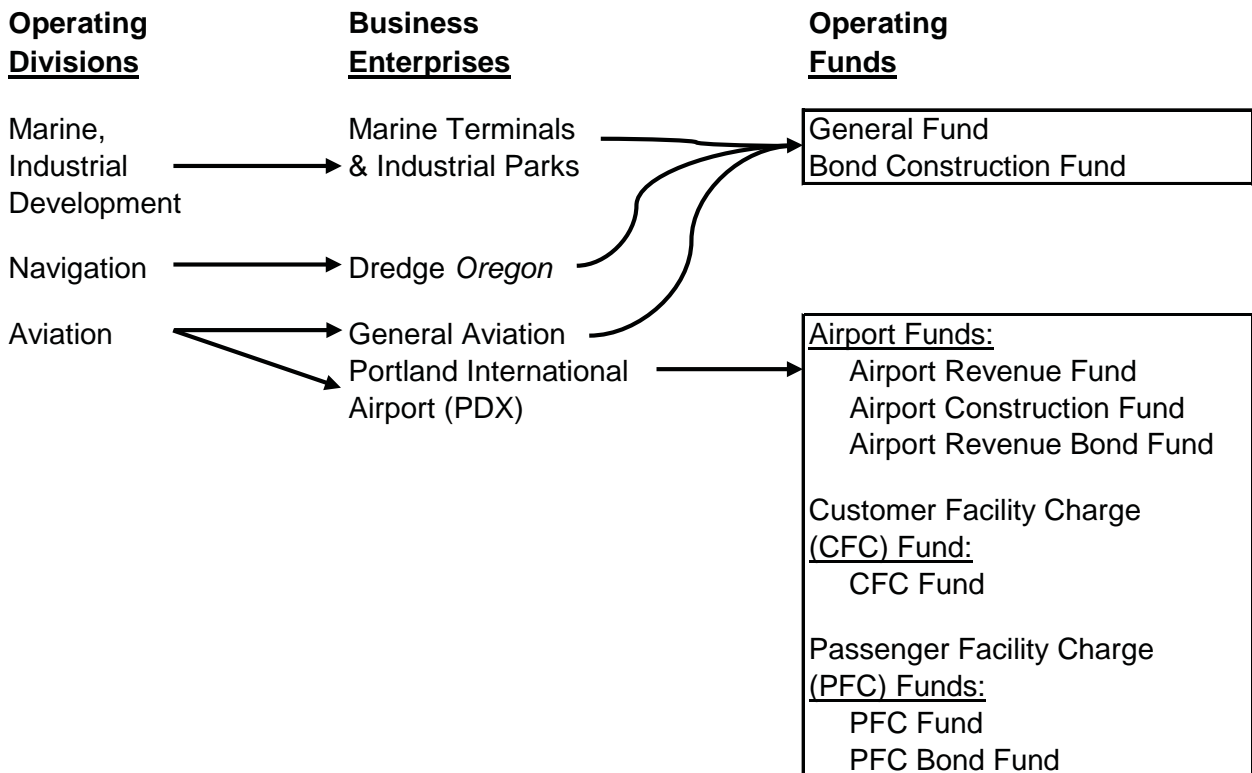 Operating
Divisions
Business
Enterprises
Operating
Funds
Marine,
Industrial
Development
Marine Terminals
& Industrial Parks
General Fund
Bond Construction Fund
Navigation
Dredge Oregon
Aviation
General Aviation
Portland International
Airport (PDX)
Airport Funds:
Airport Revenue Fund
Airport Construction Fund
Airport Revenue Bond Fund
Customer Facility Charge
(CFC) Fund:
CFC Fund
Passenger Facility Charge
(PFC) Funds:
PFC Fund
PFC Bond Fund